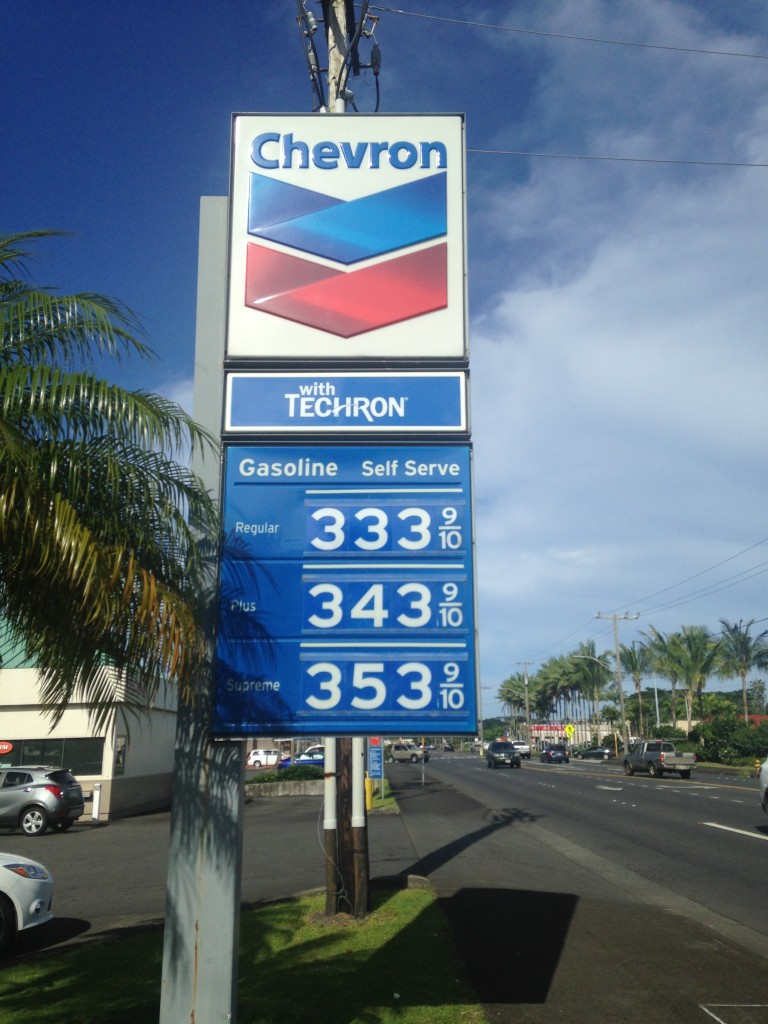 Chevron
with
TECHRON
Gasoline Self Serve
Regular 333 9/10
Plus 343 9/10
Supreme 353 9/10